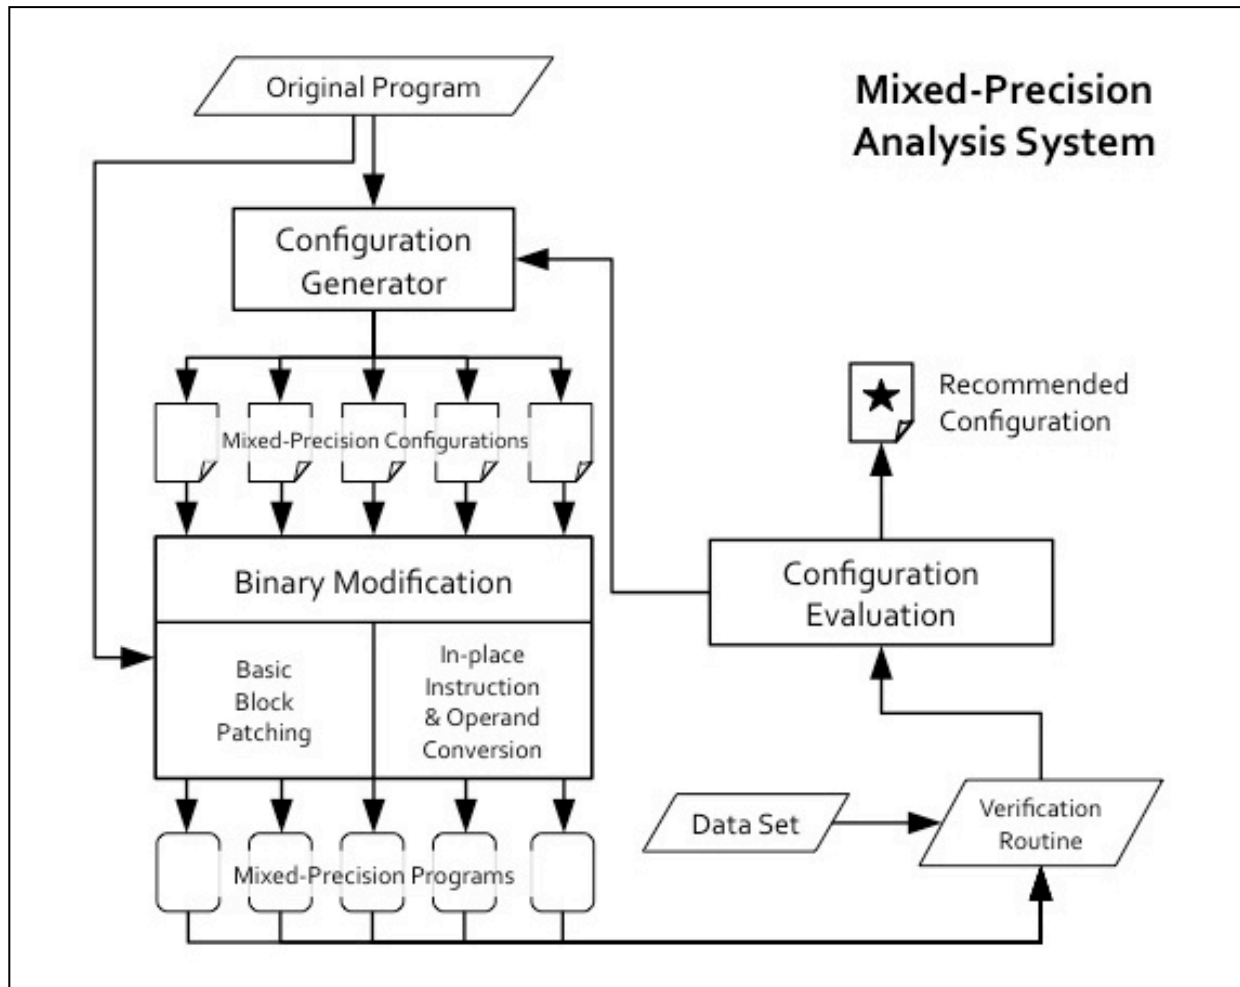 Original Program
Mixed-Precision
Analysis System
Configuration
Generator
Recommended
Configuration
Mixed-Precision Configurations
Binary Modification
Configuration
Evaluation
Basic
Block
Patching
In-place
Instruction
& Operand
Conversion
Data Set
Verification
Routine
Mixed-Precision Programs